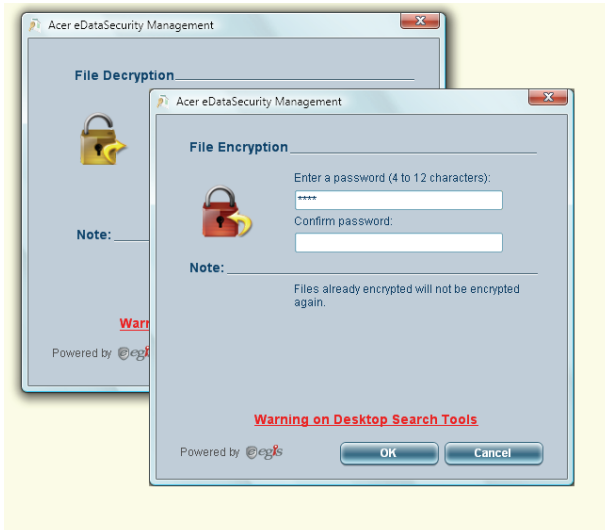 Acer eDataSecurity Management
File Decryption
Note:
Powered by egis
Acer eDataSecurity Management
File Encryption
Enter a password (4 to 12 characters):
****
Confirm password:
Note:
Files already encrypted will not be encrypted
again.
Warning on Desktop Search Tools
Powered by egis
OK
Cancel